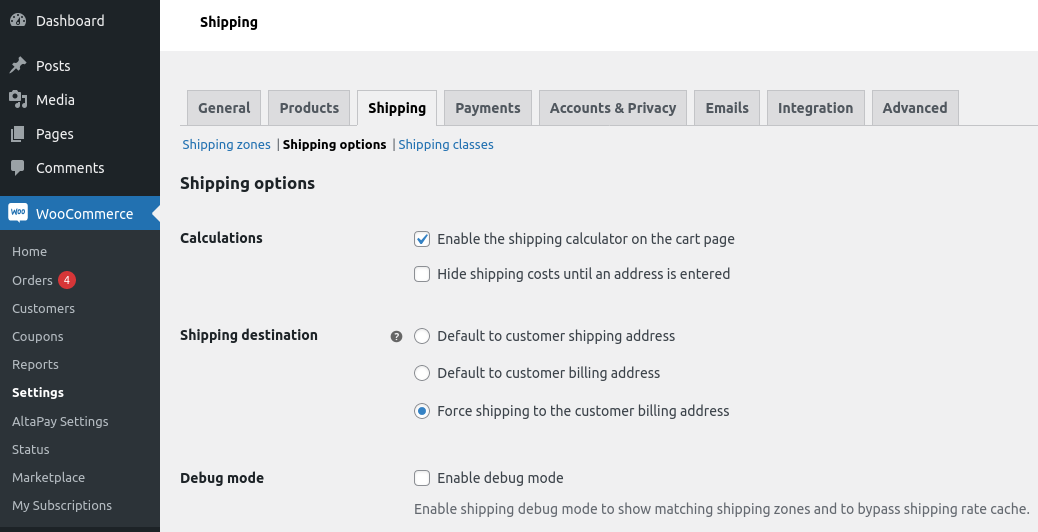 Dashboard
Posts
Media
Pages
Comments
WOO WooCommerce
Home
Orders 4
Customers
Coupons
Reports
Settings
AltaPay Settings
Status
Marketplace
My Subscriptions
Shipping
General Products Shipping Payments Accounts & Privacy Emails Integration Advanced
Shipping zones | Shipping options | Shipping classes
Shipping options
Calculations Enable the shipping calculator on the cart page
Hide shipping costs until an address is entered
Shipping destination ? Default to customer shipping address
Default to customer billing address
Force shipping to the customer billing address
Debug mode Enable debug mode
Enable shipping debug mode to show matching shipping zones and to bypass shipping rate cache.